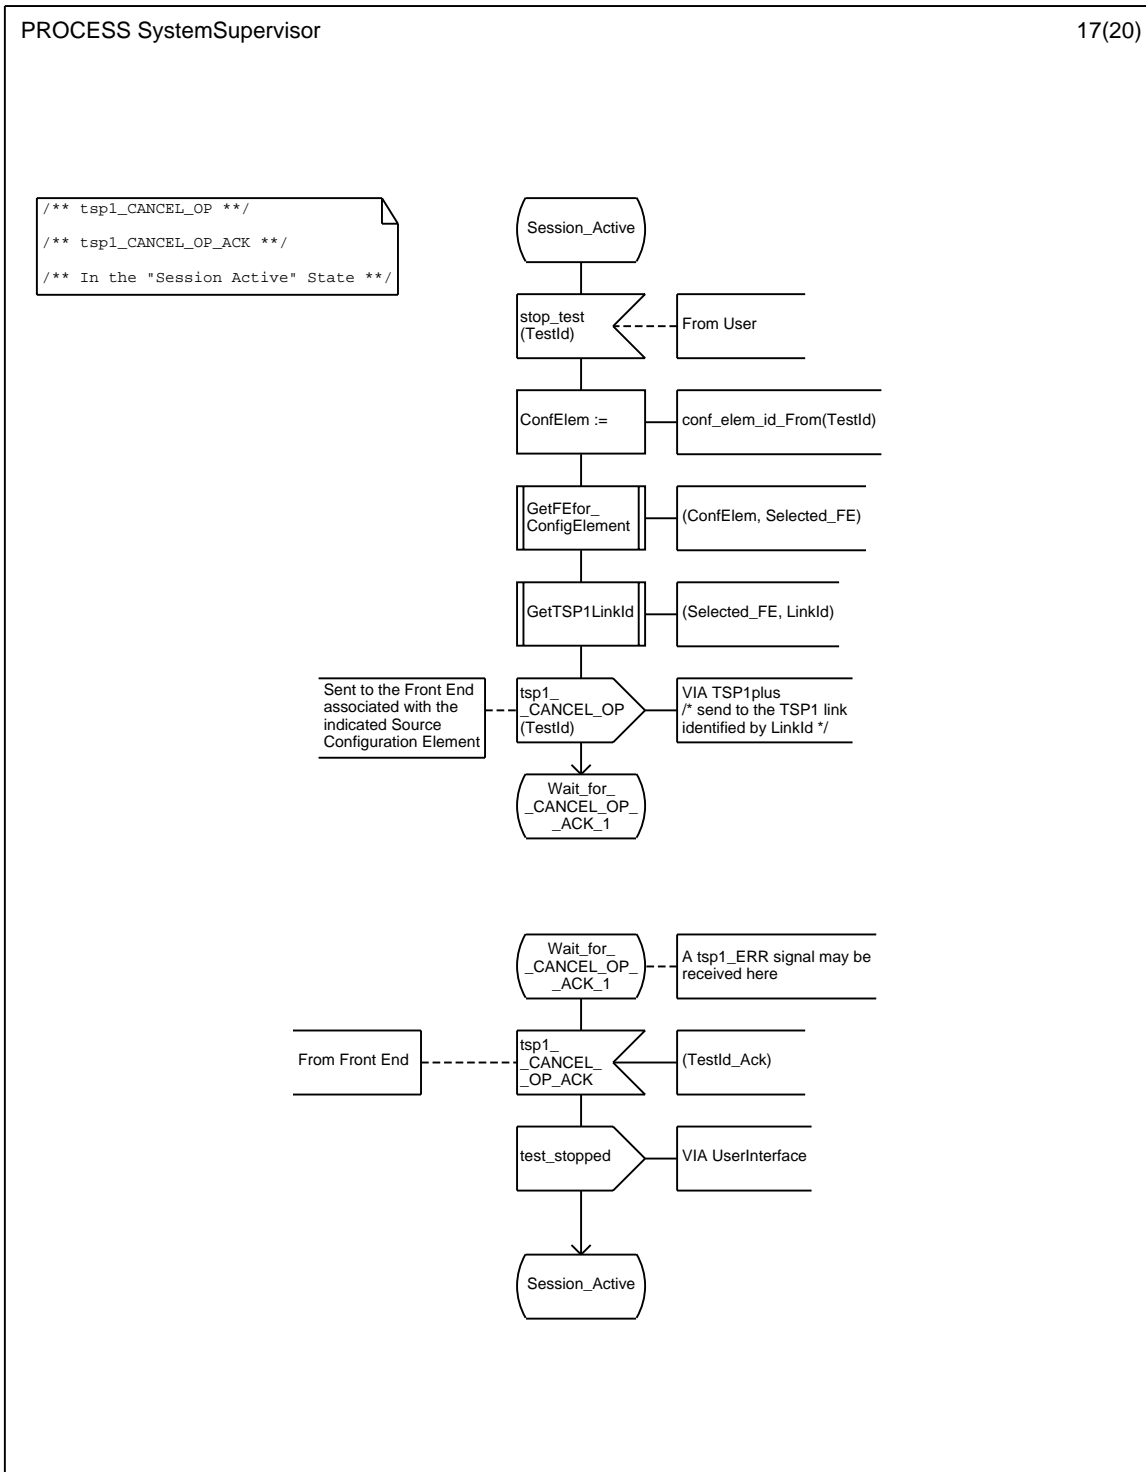 PROCESS SystemSupervisor
17(20)
/** tsp1_CANCEL_OP **/
/** tsp1_CANCEL_OP_ACK **/
/** In the "Session Active" State **/
Session_Active
stop_test
(TestId)
From User
ConfElem :=
conf_elem_id_From(TestId)
GetFEfor_
ConfigElement
(ConfElem, Selected_FE)
GetTSP1LinkId
(Selected_FE, LinkId)
Sent to the Front End
associated with the
indicated Source
Configuration Element
tsp1_
_CANCEL_OP
(TestId)
VIA TSP1plus
/* send to the TSP1 link
identified by LinkId */
Wait_for_
_CANCEL_OP_
_ACK_1
Wait_for_
_CANCEL_OP_
_ACK_1
A tsp1_ERR signal may be
received here
From Front End
tsp1_
_CANCEL_
_OP_ACK
(TestId_Ack)
test_stopped
VIA UserInterface
Session_Active